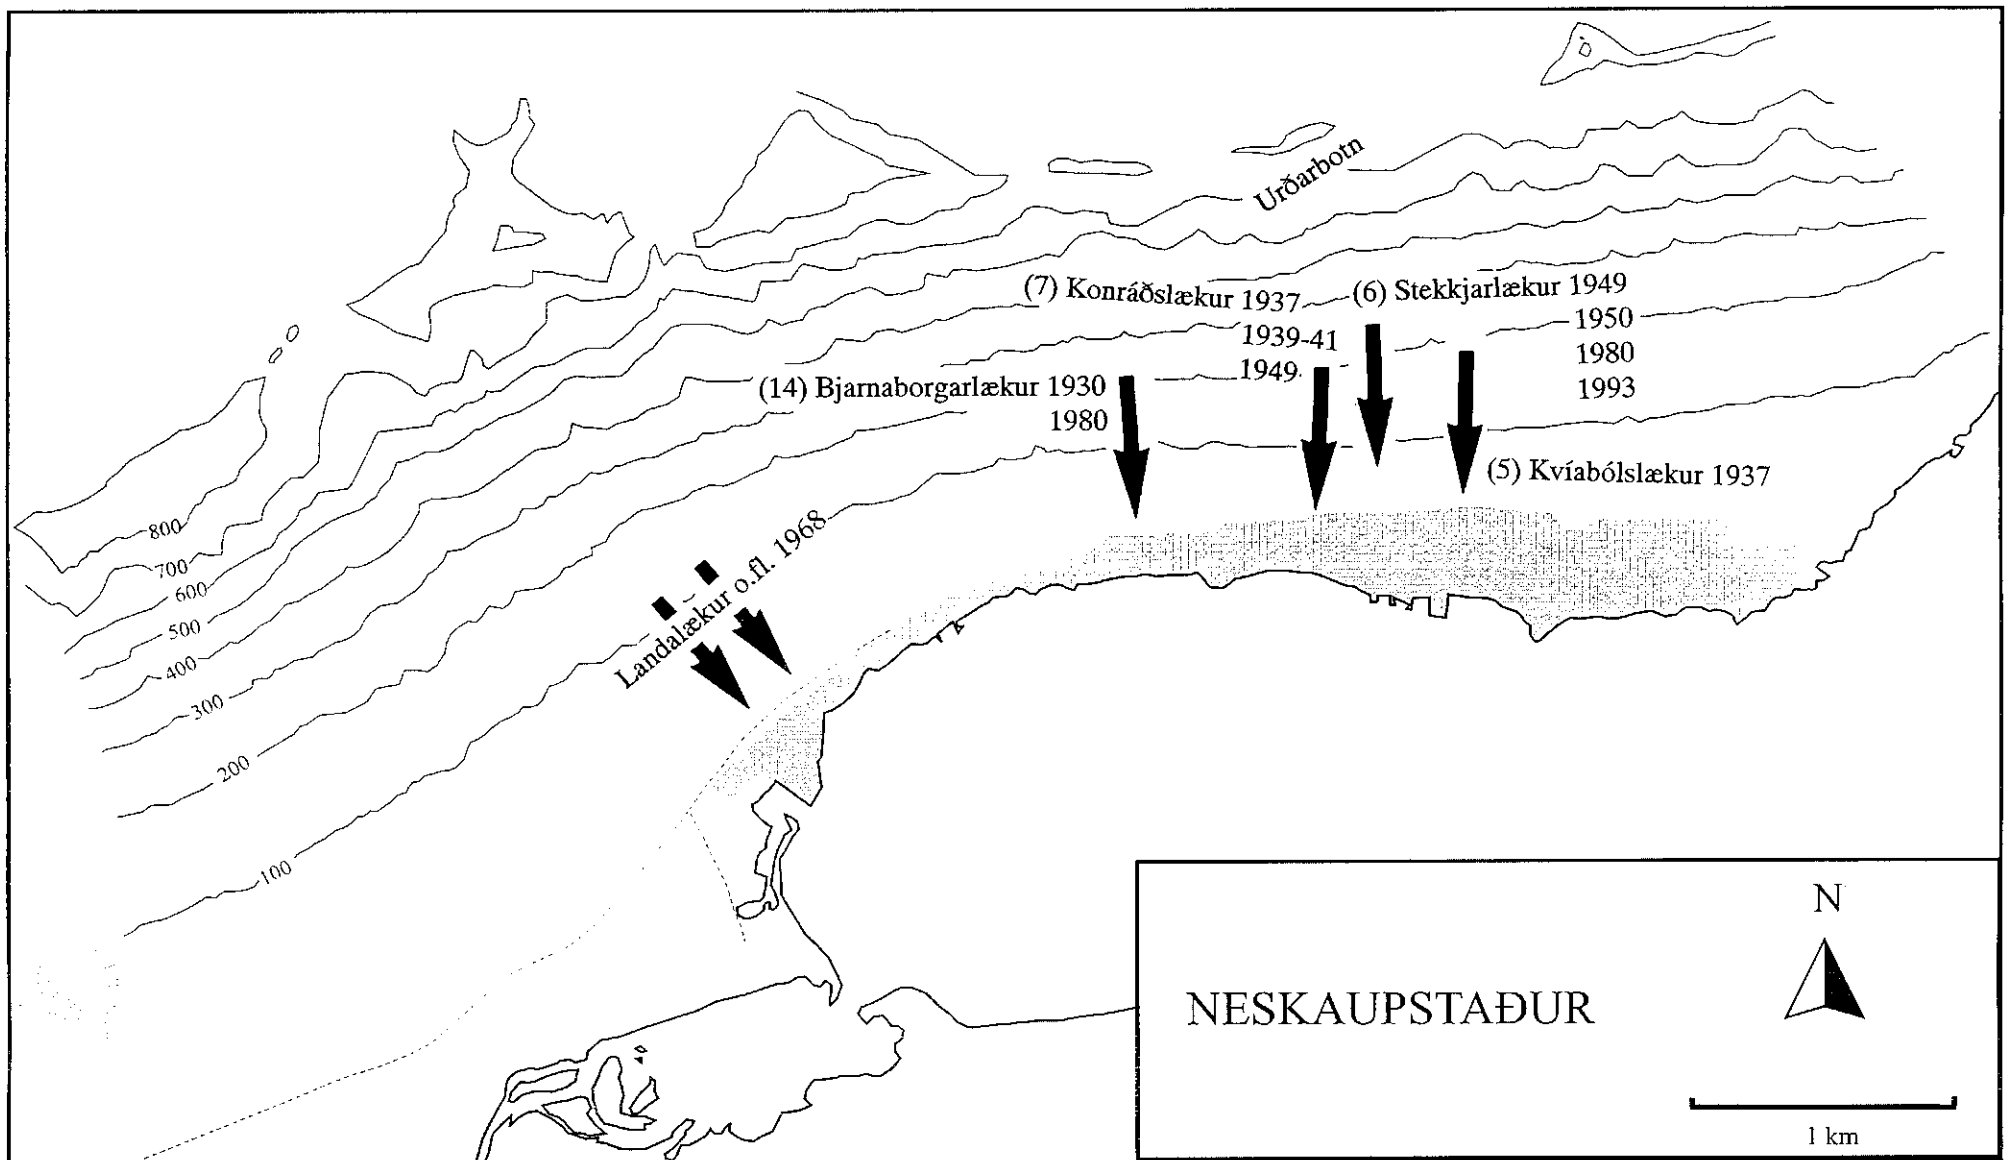 Urðarbotn
(7) Konráðslækur 1937
1939-41
1949
(6) Stekkjarlækur 1949
1950
1980
1993
(14) Bjarnaborgarlækur 1930
1980
(5) Kvíabólslækur 1937
Landalækur o.fl. 1968
800
700
600
500
400
300
200
100
N
NESKAUPSTAÐUR
1 km